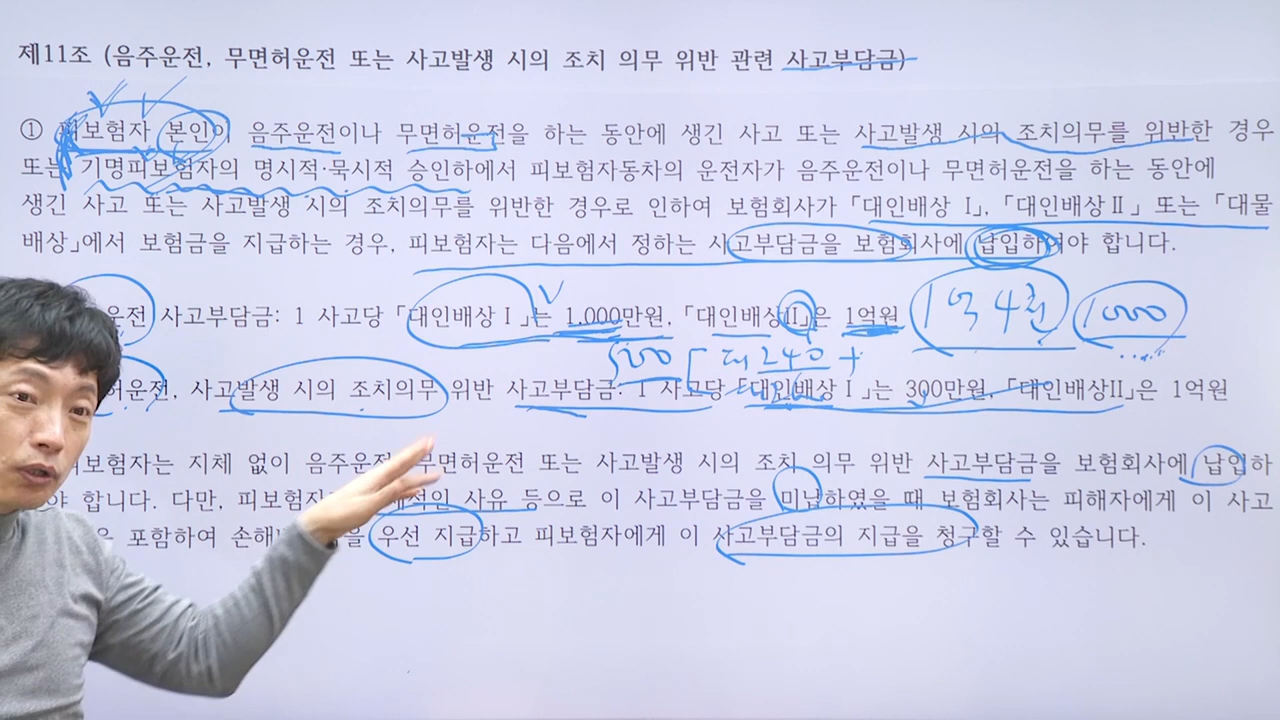 제11조 (음주운전, 무면허운전 또는 사고발생 시의 조치 의무 위반 관련 사고부담금)
① 피보험자 본인이 음주운전이나 무면허운전을 하는 동안에 생긴 사고 또는 사고발생 시의 조치의무를 위반한 경우
또는 기명피보험자의 명시적·묵시적 승인하에서 피보험자동차의 운전자가 음주운전이나 무면허운전을 하는 동안에
생긴 사고 또는 사고발생 시의 조치의무를 위반한 경우로 인하여 보험회사가 「대인배상 Ⅰ」, 「대인배상Ⅱ」 또는 「대물
배상」에서 보험금을 지급하는 경우, 피보험자는 다음에서 정하는 사고부담금을 보험회사에 납입하여야 합니다.
운전 사고부담금: 1 사고당 「대인배상Ⅰ」는 1,000만원, 「대인배상Ⅱ」은 1억원 1억 4천 1000
500 [ 대 240 +
허운전, 사고발생 시의 조치의무 위반 사고부담금: 1 사고당 「대인배상Ⅰ」는 300만원, 「대인배상Ⅱ」은 1억원
보험자는 지체 없이 음주운전, 무면허운전 또는 사고발생 시의 조치 의무 위반 사고부담금을 보험회사에 납입하
야 합니다. 다만, 피보험자 사유 등으로 이 사고부담금을 미납하였을 때 보험회사는 피해자에게 이 사고
포함하여 우선 지급하고 피보험자에게 이 사고부담금의 지급을 청구할 수 있습니다.